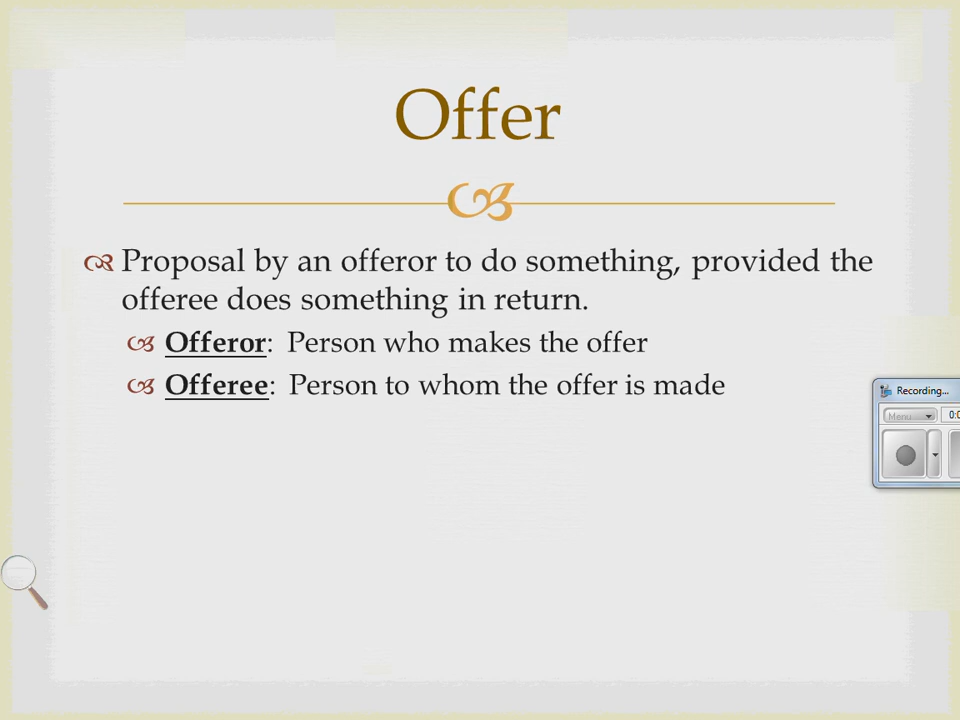 Offer
Proposal by an offeror to do something, provided the
offeree does something in return.
Offeror: Person who makes the offer
Offeree: Person to whom the offer is made
Recording...
Menu